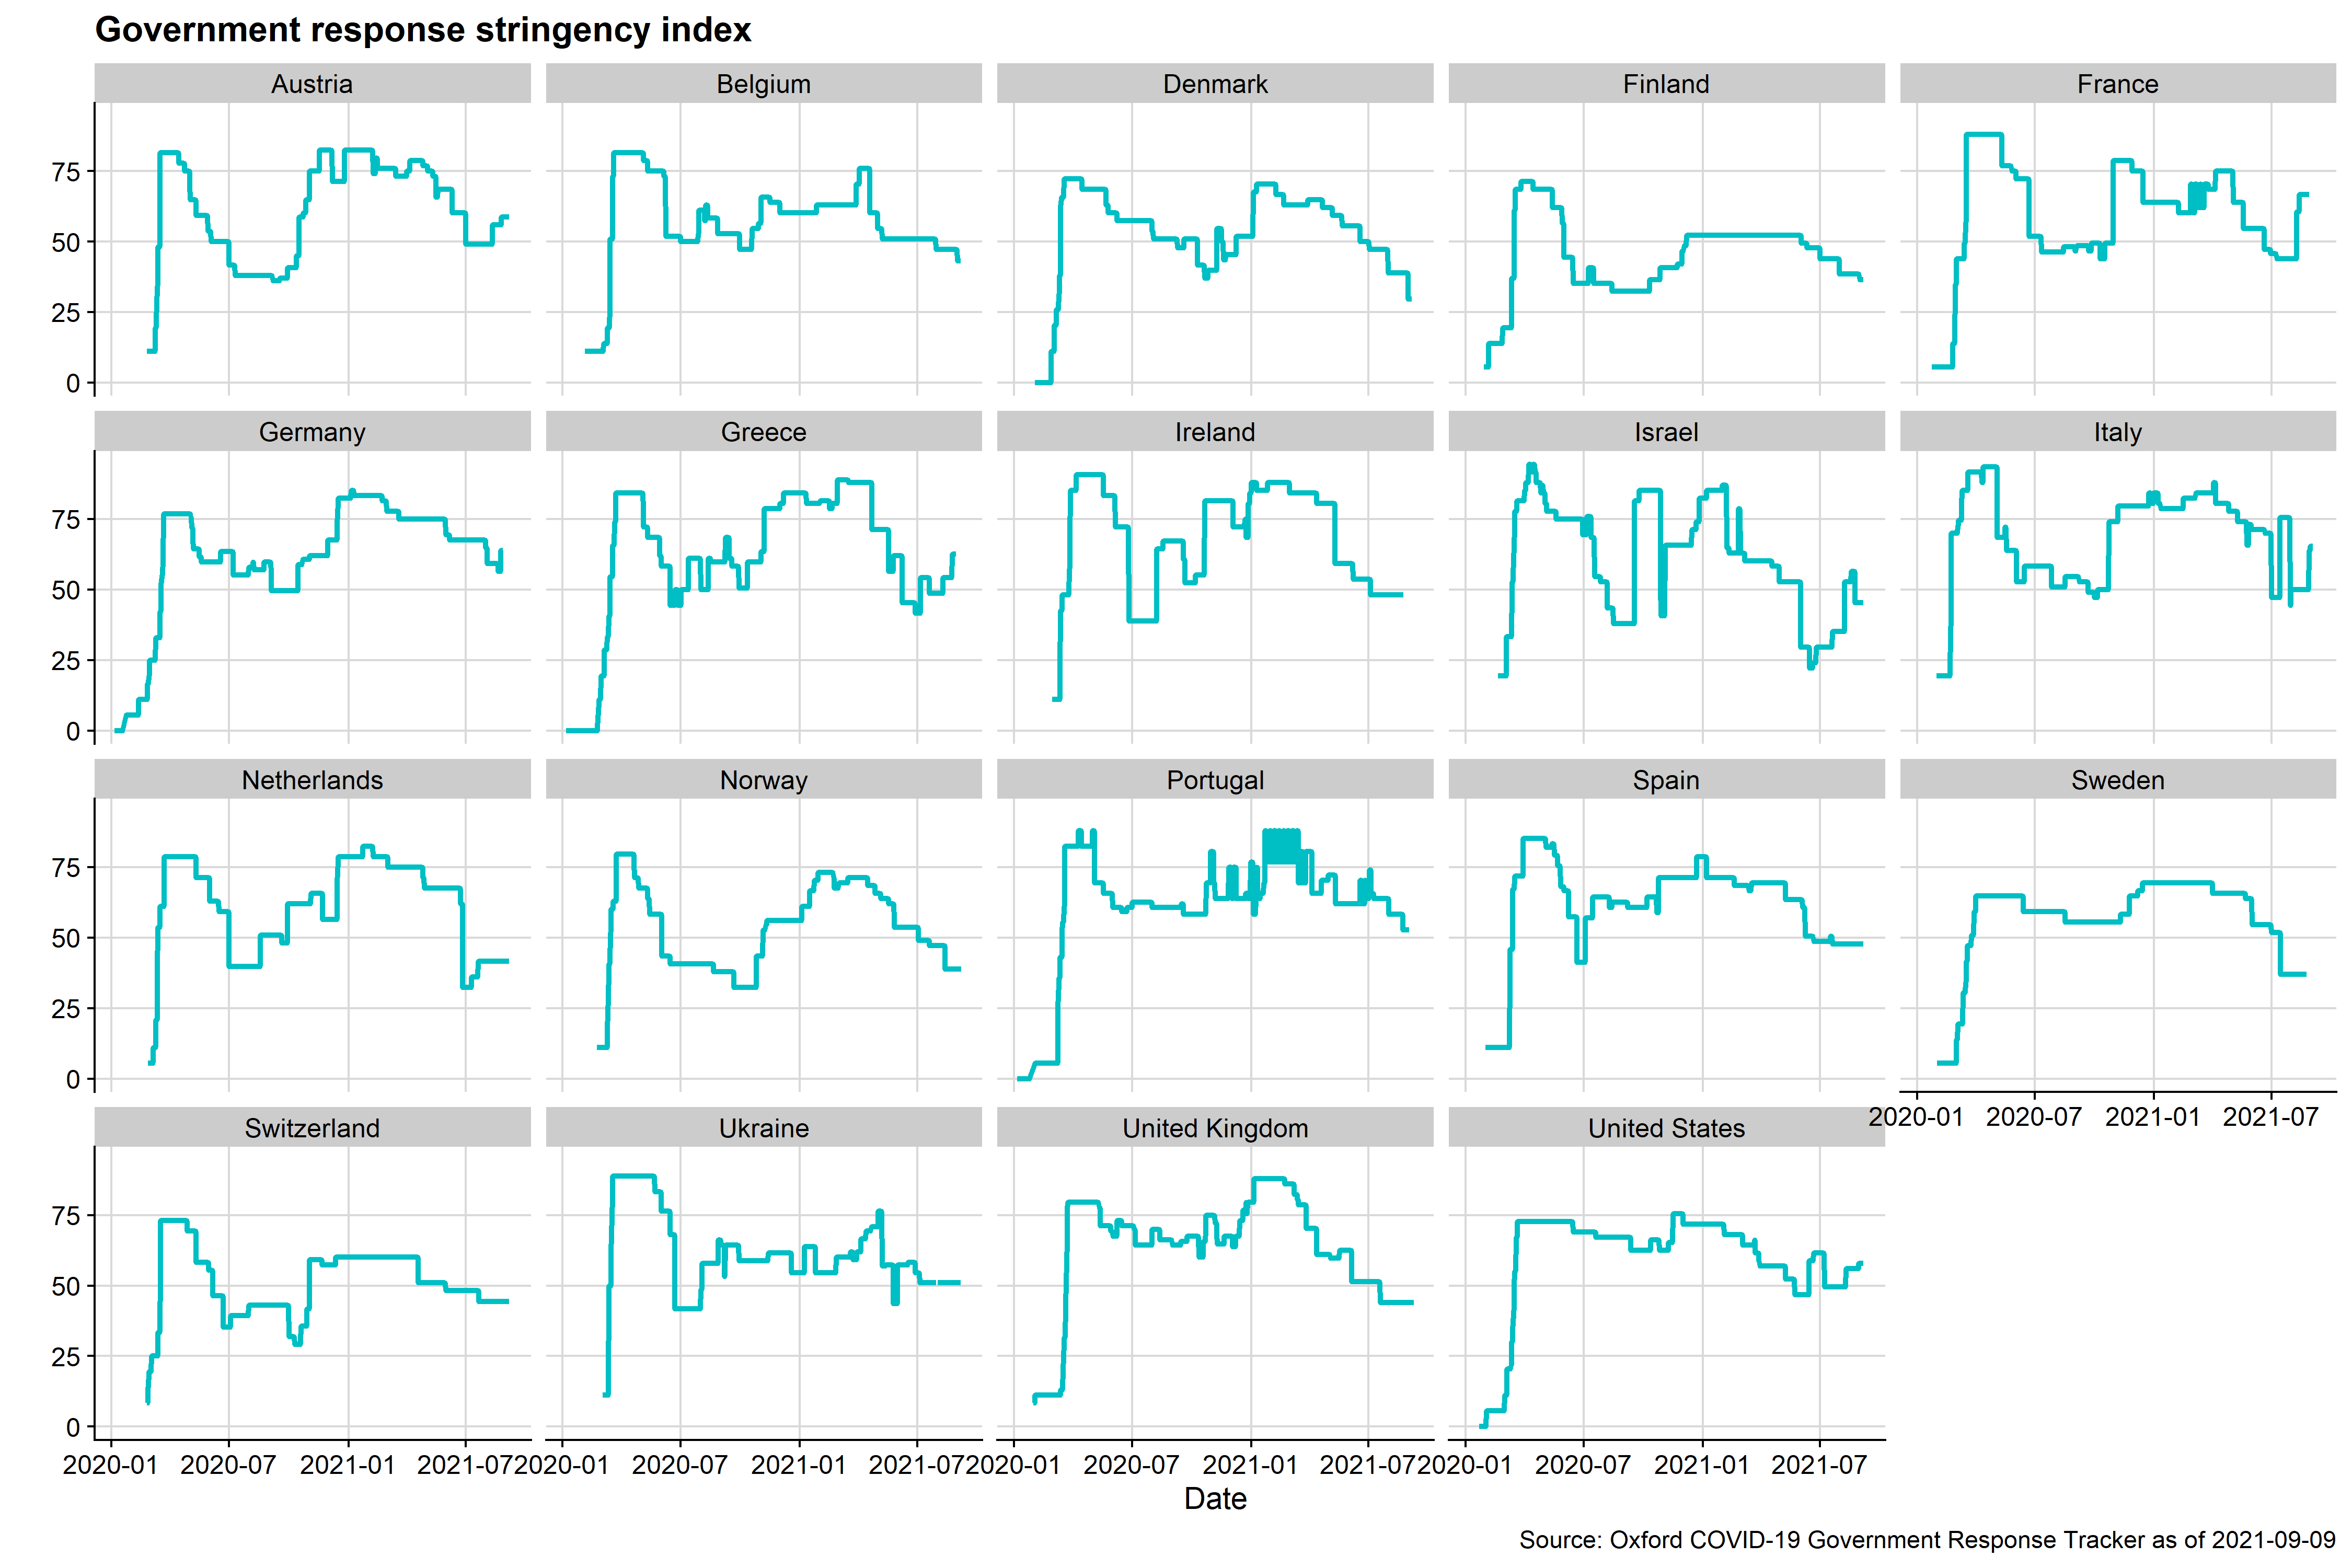 Government response stringency index
Austria Belgium Denmark Finland France
75
50
25
0
Germany Greece Ireland Israel Italy
75
50
25
0
Netherlands Norway Portugal Spain Sweden
75
50
25
0
2020-01 2020-07 2021-01 2021-07
Switzerland Ukraine United Kingdom United States
75
50
25
0
2020-01 2020-07 2021-01 2021-07 2020-01 2020-07 2021-01 2021-07 2020-01 2020-07 2021-01 2021-07 2020-01 2020-07 2021-01 2021-07
Date
Source: Oxford COVID-19 Government Response Tracker as of 2021-09-09